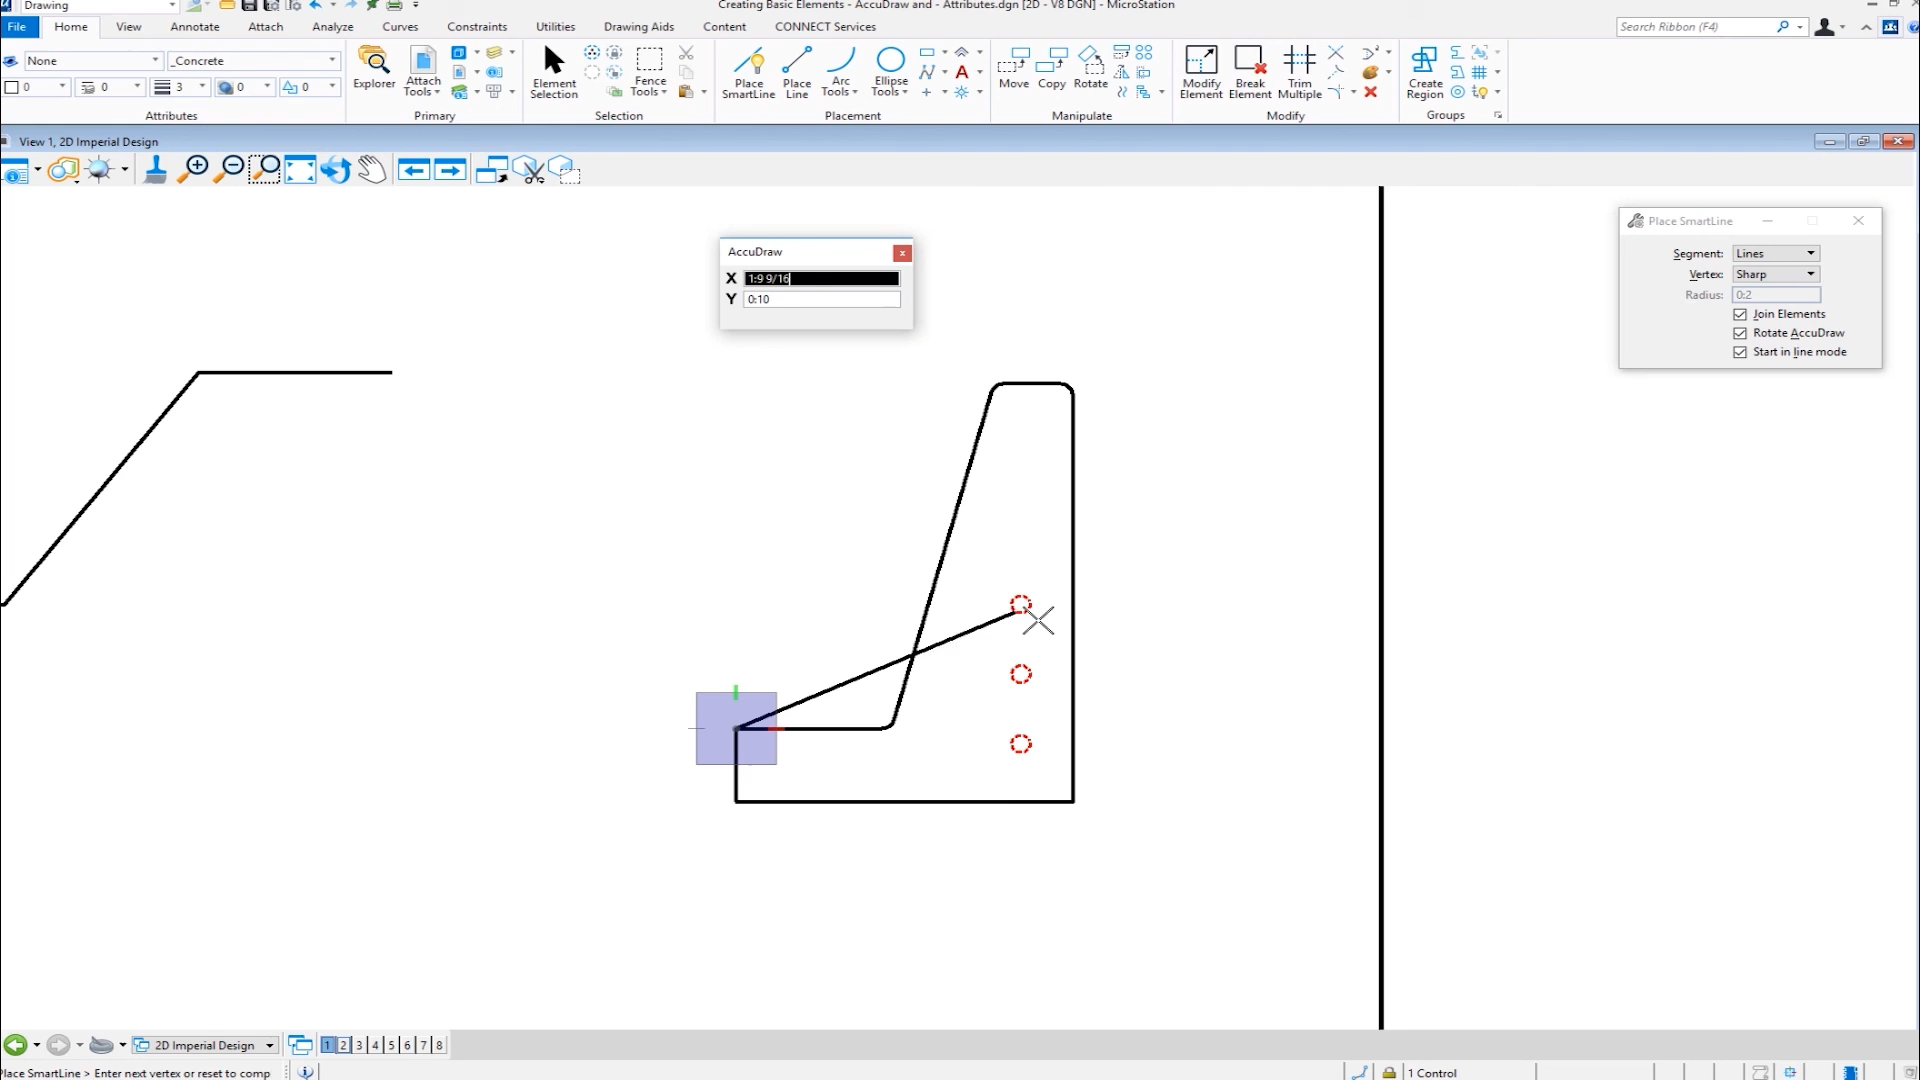 Drawing
Creating Basic Elements - AccuDraw and - Attributes.dgn [2D - V8 DGN] - MicroStation
File Home View Annotate Attach Analyze Curves Constraints Utilities Drawing Aids Content CONNECT Services
Search Ribbon (F4)
None
_Concrete
0
0
3
0
0
Attributes
Explorer
Attach
Tools
Primary
Element
Selection
Fence
Tools
Selection
Place
SmartLine
Place
Line
Arc
Tools
Ellipse
Tools
Placement
Move
Copy
Rotate
Manipulate
Modify
Element
Break
Element
Trim
Multiple
Modify
Create
Region
Groups
View 1, 2D Imperial Design
AccuDraw
X 1:9 9/16
Y 0:10
Place SmartLine
Segment: Lines
Vertex: Sharp
Radius: 0:2
Join Elements
Rotate AccuDraw
Start in line mode
2D Imperial Design
1 2 3 4 5 6 7 8
Place SmartLine > Enter next vertex or reset to comp
1 Control